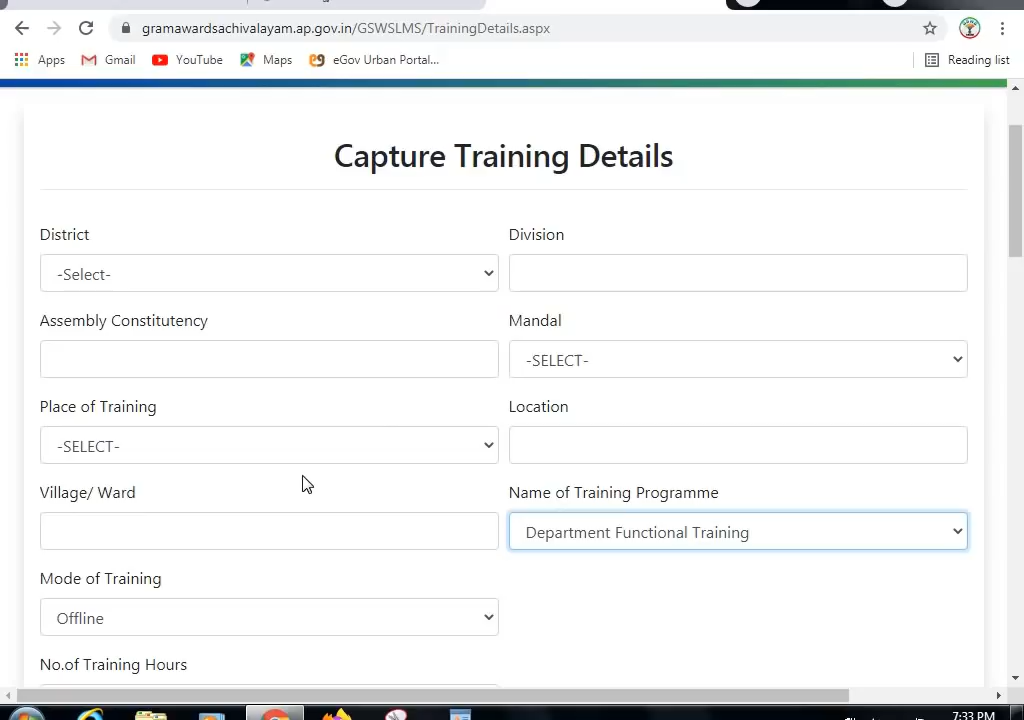 gramawardsachivalayam.ap.gov.in/GSWSLMS/TrainingDetails.aspx
Apps Gmail YouTube Maps eGov Urban Portal... Reading list
Capture Training Details
District Division
-Select-
Assembly Constitutency Mandal
-SELECT-
Place of Training Location
-SELECT-
Village/ Ward Name of Training Programme
Department Functional Training
Mode of Training
Offline
No.of Training Hours
7:33 PM